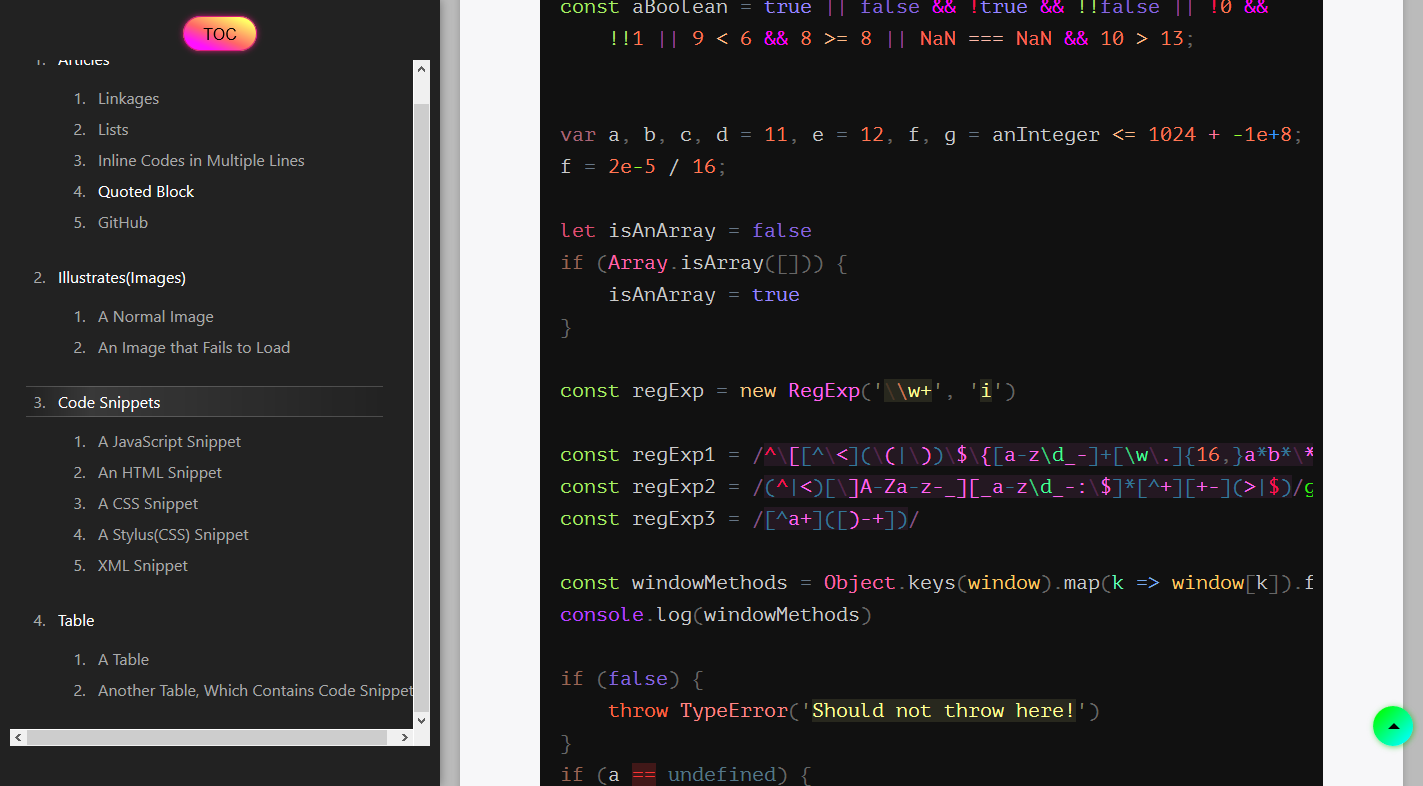 TOC
1. Articles
1. Linkages
2. Lists
3. Inline Codes in Multiple Lines
4. Quoted Block
5. GitHub
2. Illustrates(Images)
1. A Normal Image
2. An Image that Fails to Load
3. Code Snippets
1. A JavaScript Snippet
2. An HTML Snippet
3. A CSS Snippet
4. A Stylus(CSS) Snippet
5. XML Snippet
4. Table
1. A Table
2. Another Table, Which Contains Code Snippet
const aBoolean = true || false && !true && !!false || !0 &&
!!1 || 9 < 6 && 8 >= 8 || NaN === NaN && 10 > 13;
var a, b, c, d = 11, e = 12, f, g = anInteger <= 1024 + -1e+8;
f = 2e-5 / 16;
let isAnArray = false
if (Array.isArray([])) {
isAnArray = true
}
const regExp = new RegExp('\\w+', 'i')
const regExp1 = /^\[[^\<](\(|\))\$\{[a-z\d_-]+[\w\.]{16,}a*b*\*
const regExp2 = /(^|<)[\]A-Za-z-_][_a-z\d_-:\$]*[^+][+-](>|$)/g
const regExp3 = /[^a+]([)-+])/
const windowMethods = Object.keys(window).map(k => window[k]).f
console.log(windowMethods)
if (false) {
throw TypeError('Should not throw here!')
}
if (a == undefined) {